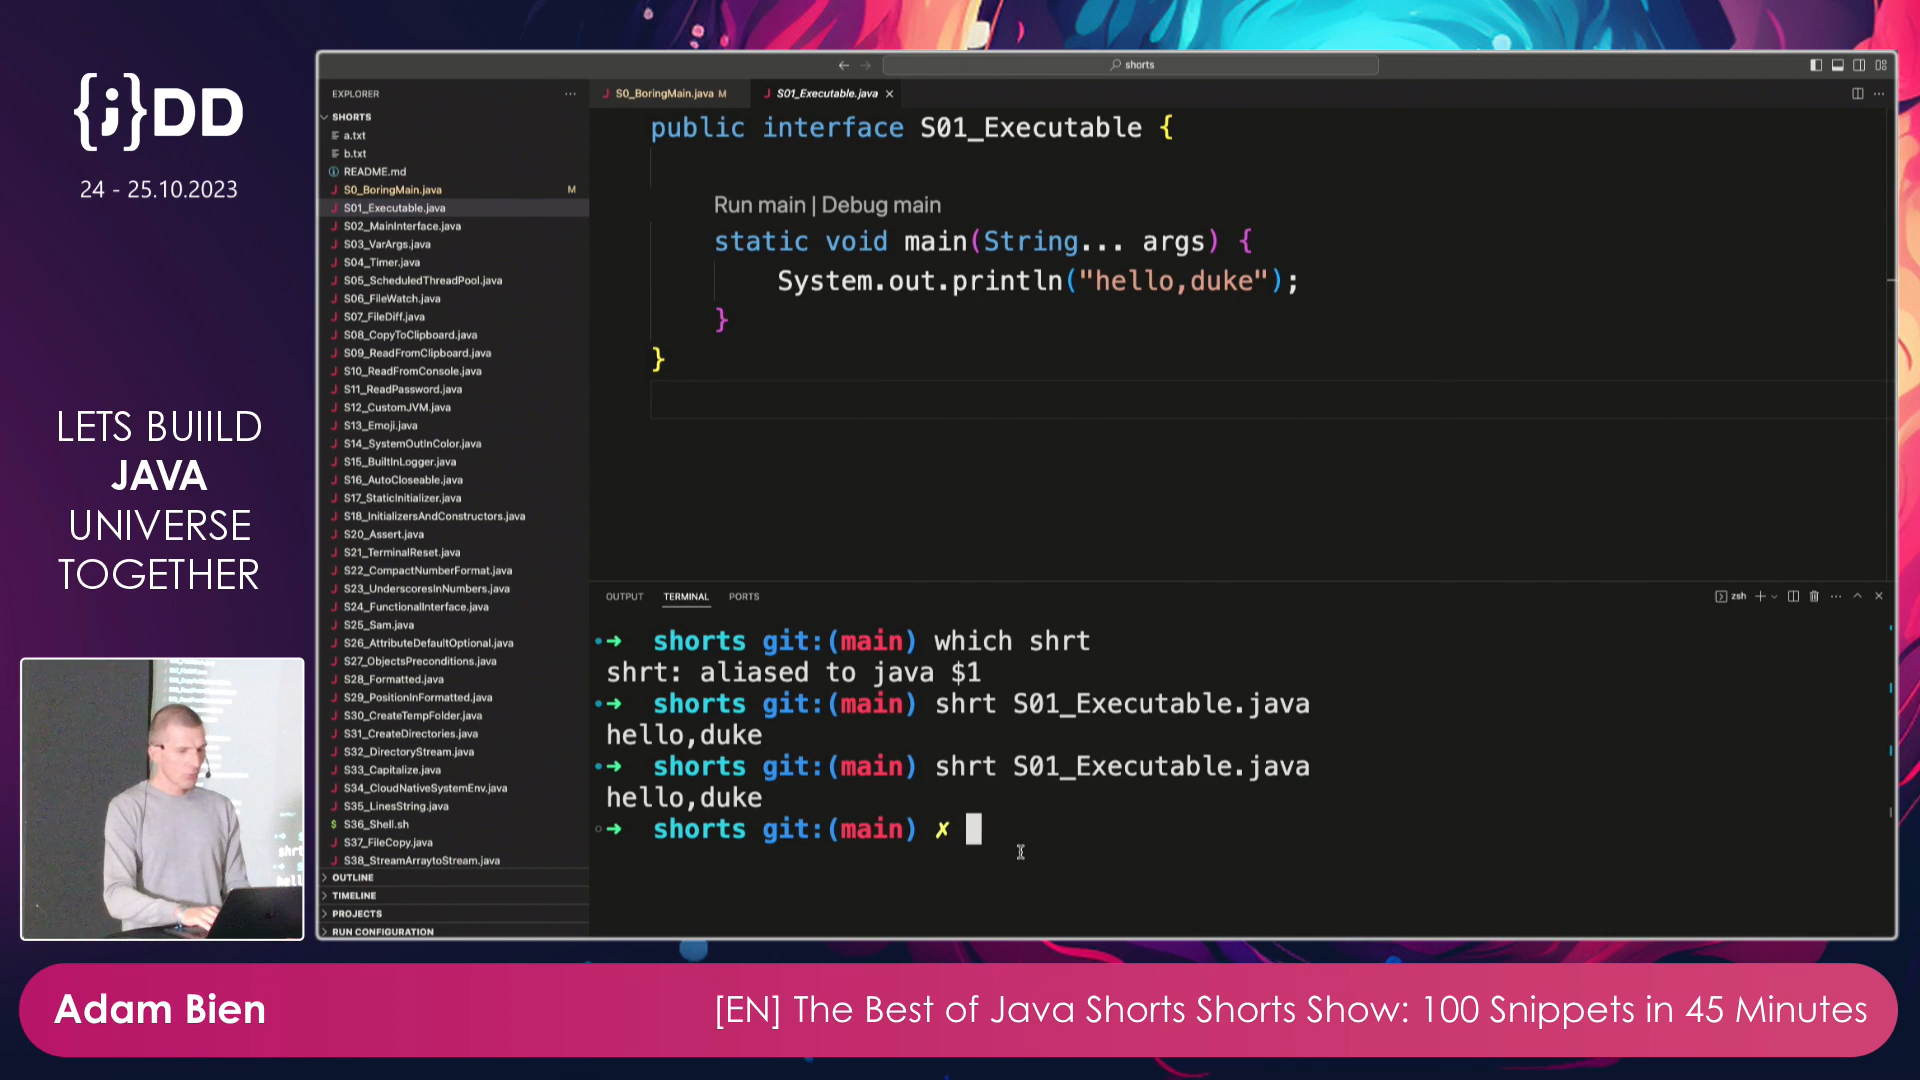 {j}DD
24 - 25.10.2023
LETS BUIILD
JAVA
UNIVERSE
TOGETHER
shorts
EXPLORER
SHORTS
a.txt
b.txt
README.md
S0_BoringMain.java M
S01_Executable.java
S02_MainInterface.java
S03_VarArgs.java
S04_Timer.java
S05_ScheduledThreadPool.java
S06_FileWatch.java
S07_FileDiff.java
S08_CopyToClipboard.java
S09_ReadFromClipboard.java
S10_ReadFromConsole.java
S11_ReadPassword.java
S12_CustomJVM.java
S13_Emoji.java
S14_SystemOutInColor.java
S15_BuiltInLogger.java
S16_AutoCloseable.java
S17_StaticInitializer.java
S18_InitializersAndConstructors.java
S20_Assert.java
S21_TerminalReset.java
S22_CompactNumberFormat.java
S23_UnderscoresInNumbers.java
S24_FunctionalInterface.java
S25_Sam.java
S26_AttributeDefaultOptional.java
S27_ObjectsPreconditions.java
S28_Formatted.java
S29_PositionInFormatted.java
S30_CreateTempFolder.java
S31_CreateDirectories.java
S32_DirectoryStream.java
S33_Capitalize.java
S34_CloudNativeSystemEnv.java
S35_LinesString.java
S36_Shell.sh
S37_FileCopy.java
S38_StreamArraytoStream.java
OUTLINE
TIMELINE
PROJECTS
RUN CONFIGURATION
S0_BoringMain.java M
S01_Executable.java
public interface S01_Executable {
Run main | Debug main
static void main(String... args) {
System.out.println("hello,duke");
}
}
OUTPUT TERMINAL PORTS
zsh
➜ shorts git:(main) which shrt
shrt: aliased to java $1
➜ shorts git:(main) shrt S01_Executable.java
hello,duke
➜ shorts git:(main) shrt S01_Executable.java
hello,duke
➜ shorts git:(main) ✗
Adam Bien
[EN] The Best of Java Shorts Shorts Show: 100 Snippets in 45 Minutes